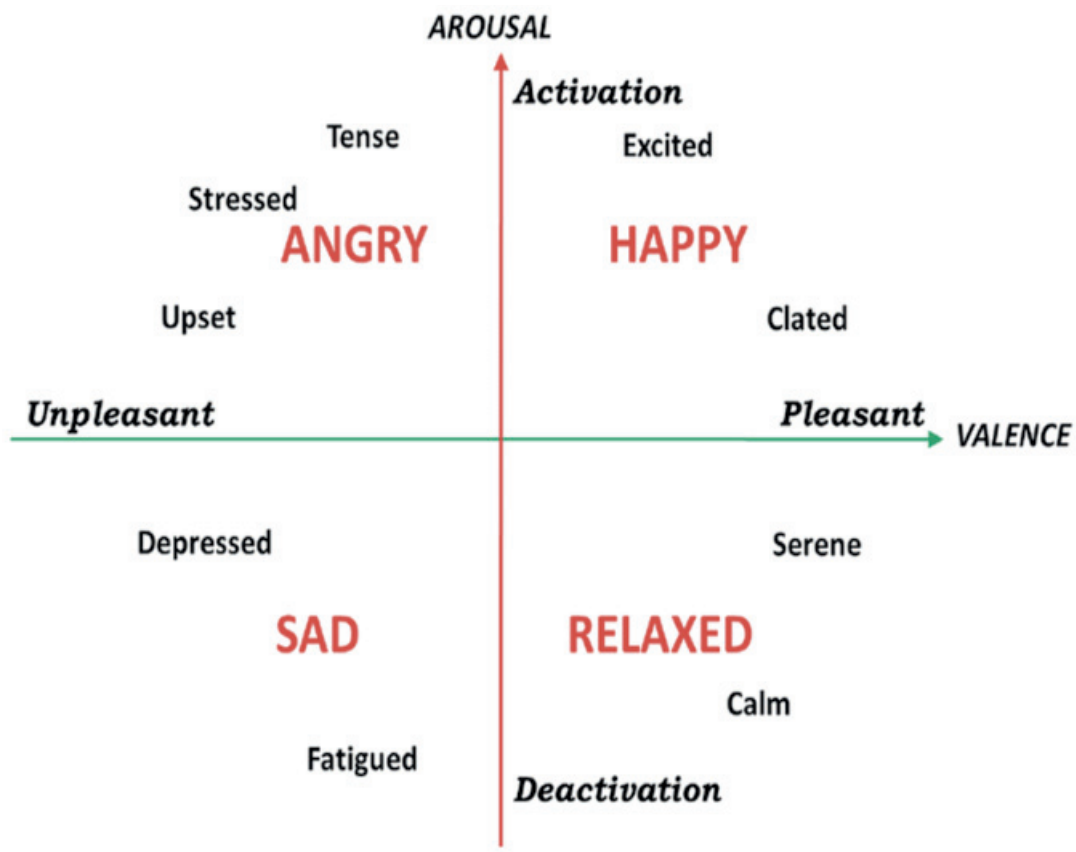 AROUSAL
Activation
Tense
Excited
Stressed
ANGRY
HAPPY
Upset
Clated
Unpleasant
Pleasant
VALENCE
Depressed
Serene
SAD
RELAXED
Calm
Fatigued
Deactivation